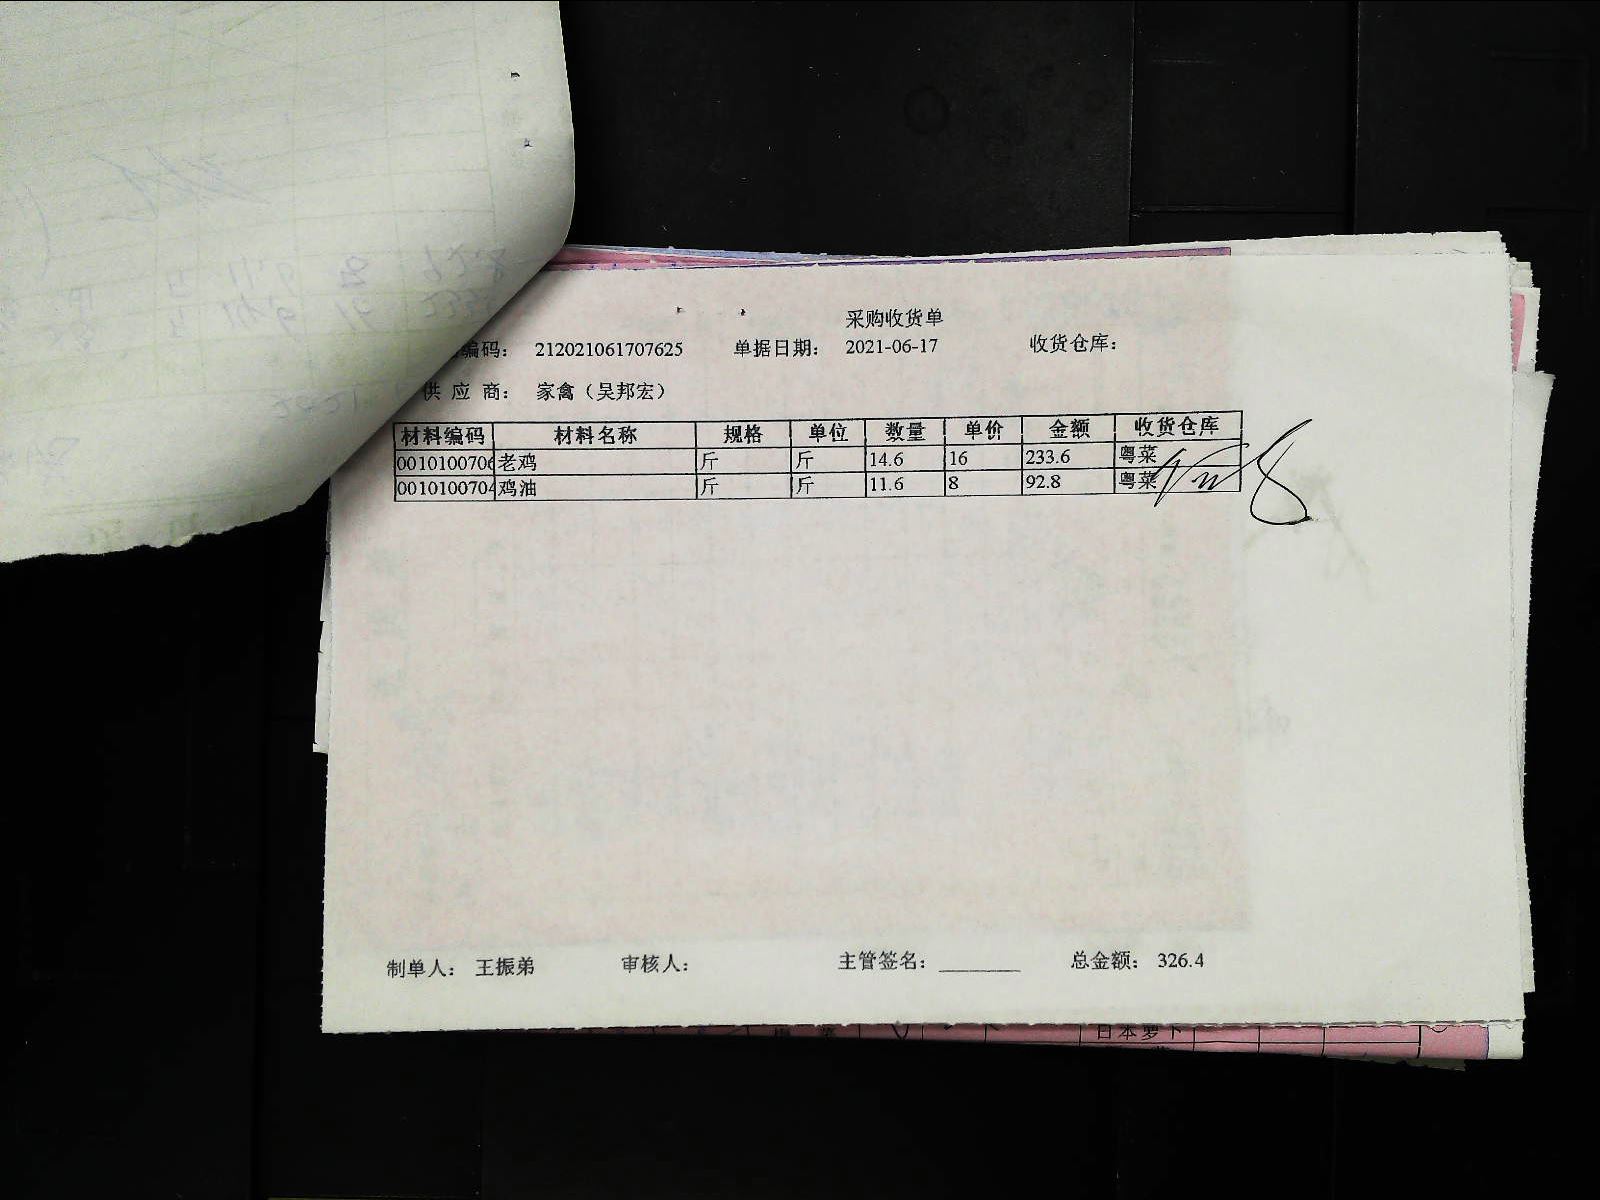 采购收货单
编码： 212021061707625 单据日期： 2021-06-17 收货仓库：
供 应 商： 家禽（吴邦宏）
材料编码 材料名称 规格 单位 数量 单价 金额 收货仓库
0010100706 老鸡 斤 斤 14.6 16 233.6 粤菜
0010100704 鸡油 斤 斤 11.6 8 92.8 粤菜
制单人： 王振弟 审核人： 主管签名： 总金额： 326.4
日本萝卜